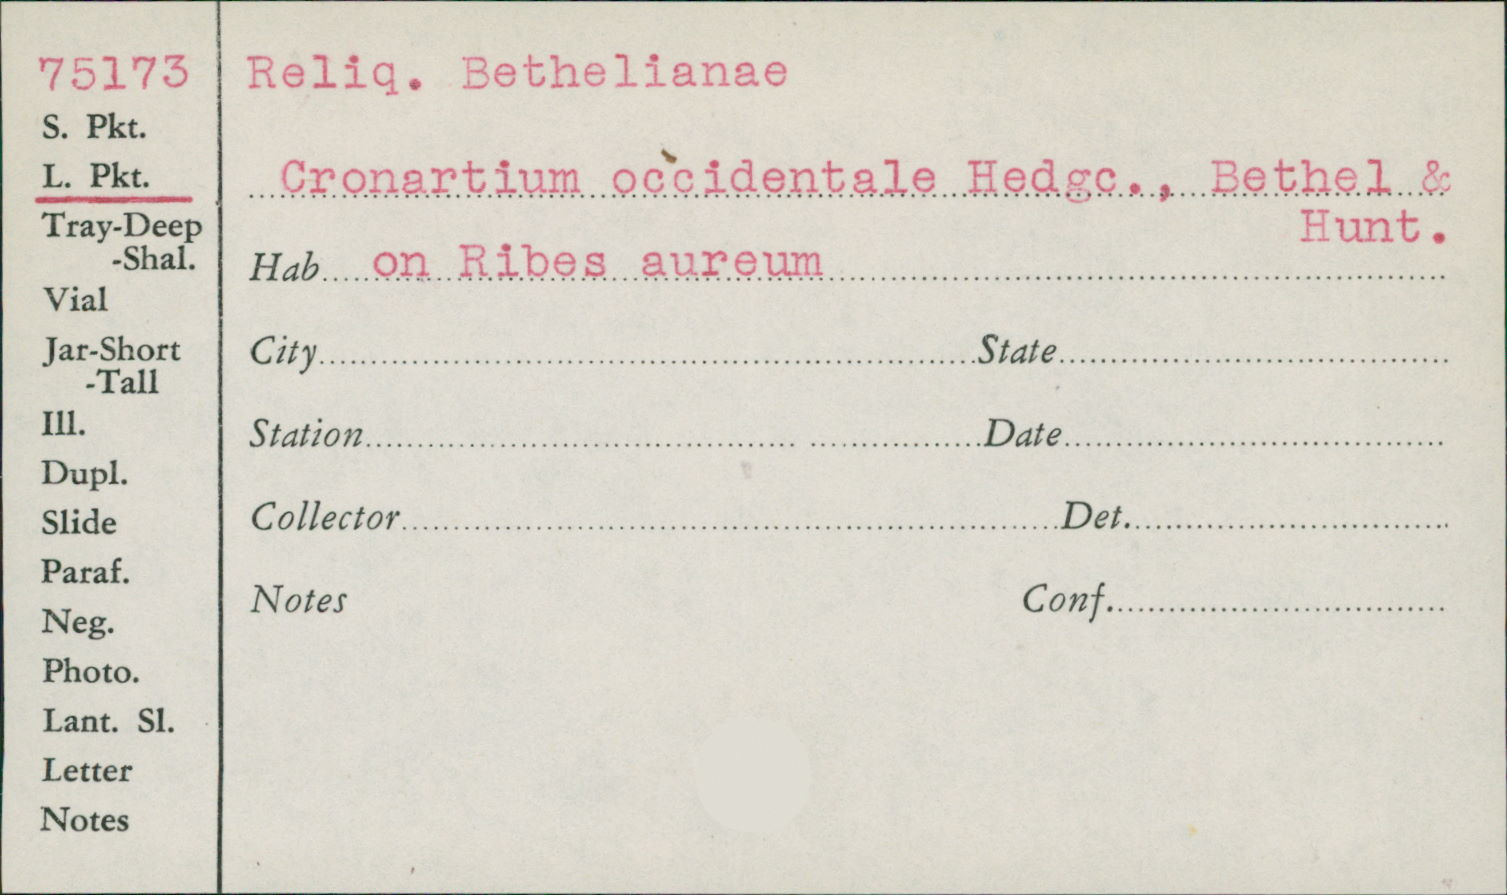 75173
S. Pkt.
L. Pkt.
Tray-Deep
-Shal.
Vial
Jar-Short
-Tall
Ill.
Dupl.
Slide
Paraf.
Neg.
Photo.
Lant. Sl.
Letter
Notes
Reliq. Bethelianae
Cronartium occidentale Hedgc., Bethel &
Hunt.
Hab. on Ribes aureum
City State
Station Date
Collector Det.
Notes Conf.